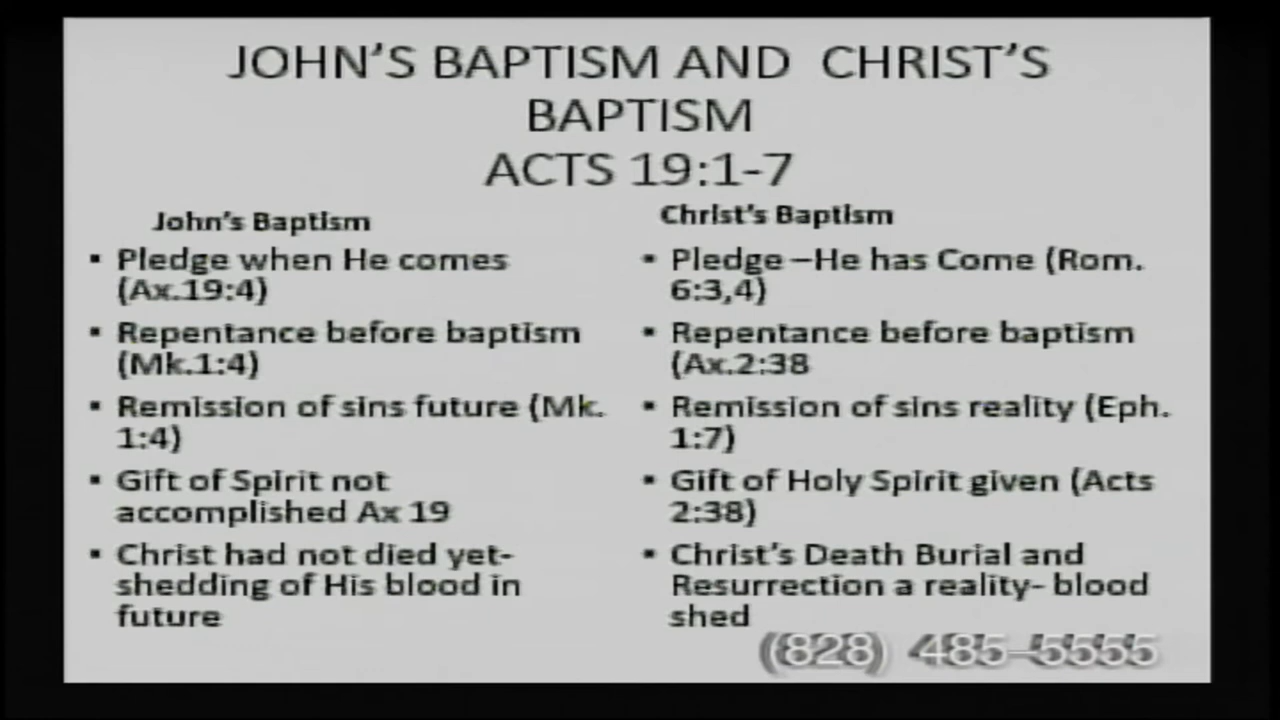 JOHN’S BAPTISM AND CHRIST’S
BAPTISM
ACTS 19:1-7
John’s Baptism
▪ Pledge when He comes
(Ax.19:4)
▪ Repentance before baptism
(Mk.1:4)
▪ Remission of sins future (Mk.
1:4)
▪ Gift of Spirit not
accomplished Ax 19
▪ Christ had not died yet-
shedding of His blood in
future
Christ’s Baptism
▪ Pledge –He has Come (Rom.
6:3,4)
▪ Repentance before baptism
(Ax.2:38
▪ Remission of sins reality (Eph.
1:7)
▪ Gift of Holy Spirit given (Acts
2:38)
▪ Christ’s Death Burial and
Resurrection a reality- blood
shed
(828) 485-5555